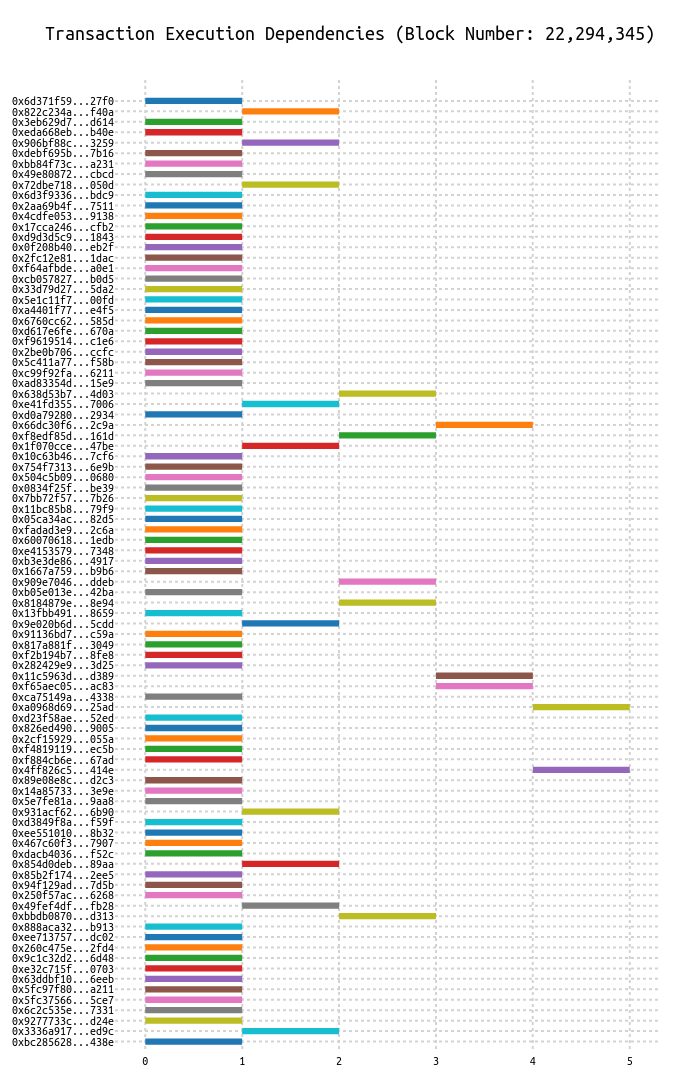 Transaction Execution Dependencies (Block Number: 22,294,345)
0x6d371f59...27f0
0x822c234a...f40a
0x3eb629d7...d614
0xeda668eb...b40e
0x906bf88c...3259
0xdebf695b...7b16
0xbb84f73c...a231
0x49e80872...cbcd
0x72dbe718...050d
0x6d3f9336...bdc9
0x2aa69b4f...7511
0x4cdfe053...9138
0x17cca246...cfb2
0xd9d3d5c9...1843
0x0f208b40...eb2f
0x2fc12e81...1dac
0xf64afbde...a0e1
0xcb057827...b0d5
0x33d79d27...5da2
0x5e1c11f7...00fd
0xa4401f77...e4f5
0x6760cc62...585d
0xd617e6fe...670a
0xf9619514...c1e6
0x2be0b706...ccfc
0x5c411a77...f58b
0xc99f92fa...6211
0xad83354d...15e9
0x638d53b7...4d03
0xe41fd355...7006
0xd0a79280...2934
0x66dc30f6...2c9a
0xf8edf85d...161d
0x1f070cce...47be
0x10c63b46...7cf6
0x754f7313...6e9b
0x504c5b09...0680
0x0834f25f...be39
0x7bb72f57...7b26
0x11bc85b8...79f9
0x05ca34ac...82d5
0xfadad3e9...2c6a
0x60070618...1edb
0xe4153579...7348
0xb3e3de86...4917
0x1667a759...b9b6
0x909e7046...ddeb
0xb05e013e...42ba
0x8184879e...8e94
0x13fbb491...8659
0x9e020b6d...5cdd
0x91136bd7...c59a
0x817a881f...3049
0xf2b194b7...8fe8
0x282429e9...3d25
0x11c5963d...d389
0xf65aec05...ac83
0xca75149a...4338
0xa0968d69...25ad
0xd23f58ae...52ed
0x826ed490...9005
0x2cf15929...055a
0xf4819119...ec5b
0xf884cb6e...67ad
0x4ff826c5...414e
0x89e08e8c...d2c3
0x14a85733...3e9e
0x5e7fe81a...9aa8
0x931acf62...6b90
0xd3849f8a...f59f
0xee551010...8b32
0x467c60f3...7907
0xdacb4036...f52c
0x854d0deb...89aa
0x85b2f174...2ee5
0x94f129ad...7d5b
0x250f57ac...6268
0x49fef4df...fb28
0xbbdb0870...d313
0x888aca32...b913
0xee713757...dc02
0x260c475e...2fd4
0x9c1c32d2...6d48
0xe32c715f...0703
0x63ddbf10...6eeb
0x5fc97f80...a211
0x5fc37566...5ce7
0x6c2c535e...7331
0x9277733c...d24e
0x3336a917...ed9c
0xbc285628...438e
0 1 2 3 4 5